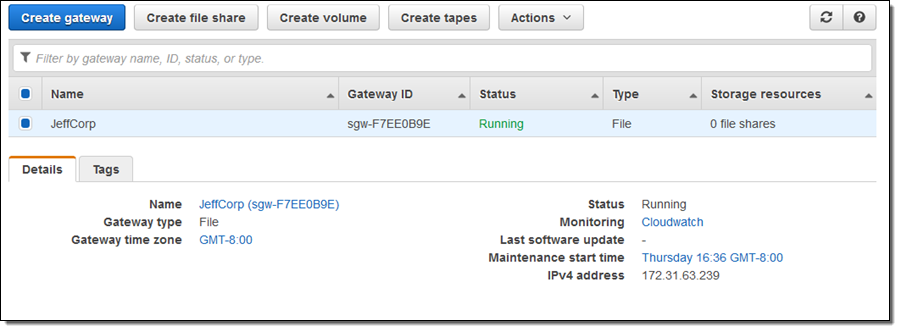 Create gateway Create file share Create volume Create tapes Actions
Filter by gateway name, ID, status, or type.
Name Gateway ID Status Type Storage resources
JeffCorp sgw-F7EE0B9E Running File 0 file shares
Details Tags
Name JeffCorp (sgw-F7EE0B9E) Status Running
Gateway type File Monitoring Cloudwatch
Gateway time zone GMT-8:00 Last software update -
Maintenance start time Thursday 16:36 GMT-8:00
IPv4 address 172.31.63.239